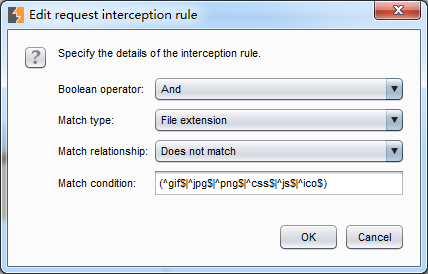 Edit request interception rule
Specify the details of the interception rule.
Boolean operator: And
Match type: File extension
Match relationship: Does not match
Match condition: (^gif$|^jpg$|^png$|^css$|^js$|^ico$)
OK Cancel